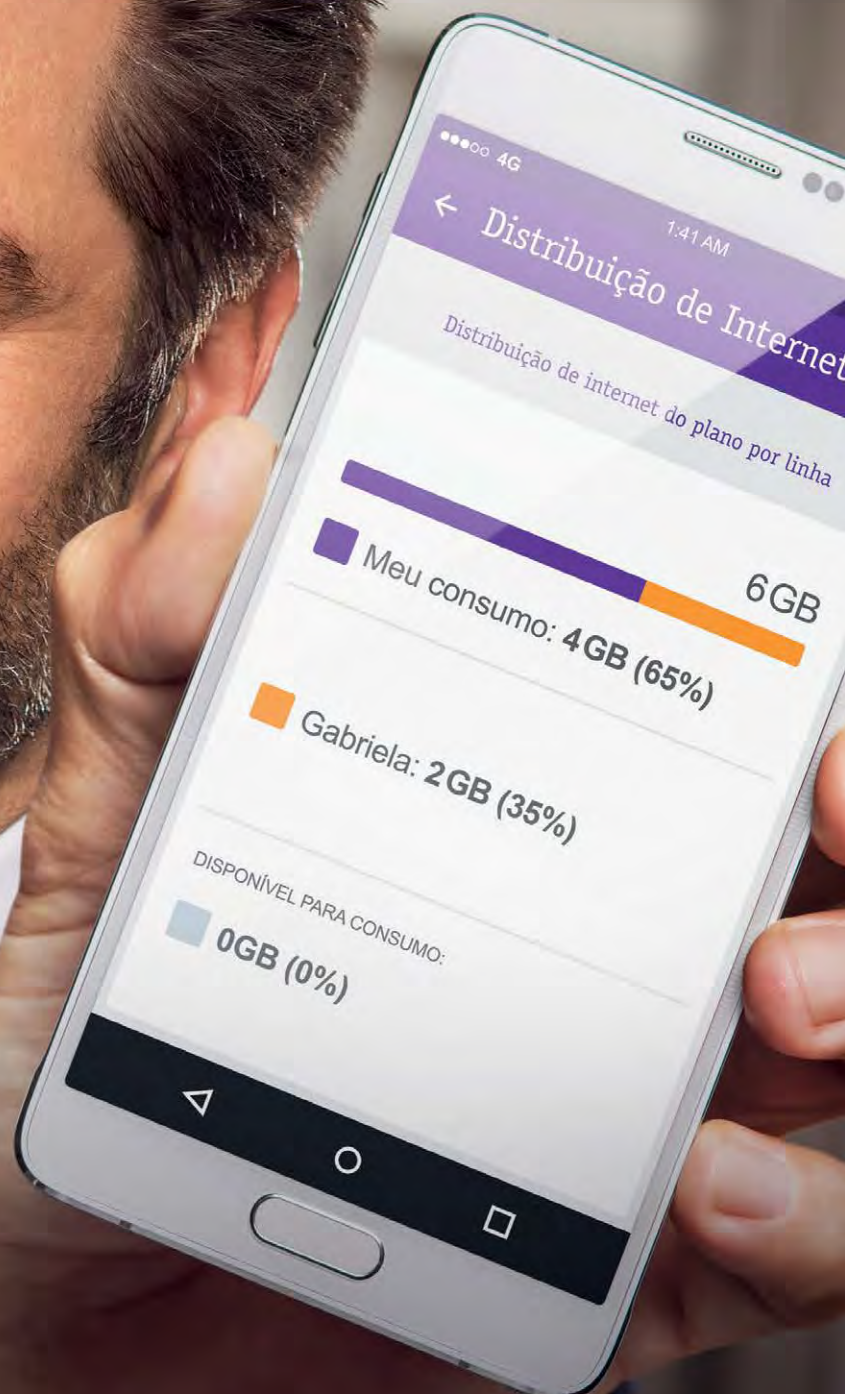 4G
1:41 AM
Distribuição de Internet
Distribuição de internet do plano por linha
6GB
Meu consumo: 4GB (65%)
Gabriela: 2GB (35%)
DISPONÍVEL PARA CONSUMO:
0GB (0%)